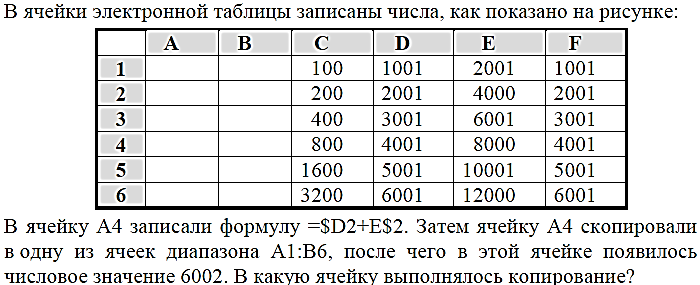 В ячейки электронной таблицы записаны числа, как показано на рисунке:
A B C D E F
1 100 1001 2001 1001
2 200 2001 4000 2001
3 400 3001 6001 3001
4 800 4001 8000 4001
5 1600 5001 10001 5001
6 3200 6001 12000 6001
В ячейку A4 записали формулу =$D2+E$2. Затем ячейку A4 скопировали
в одну из ячеек диапазона A1:B6, после чего в этой ячейке появилось
числовое значение 6002. В какую ячейку выполнялось копирование?